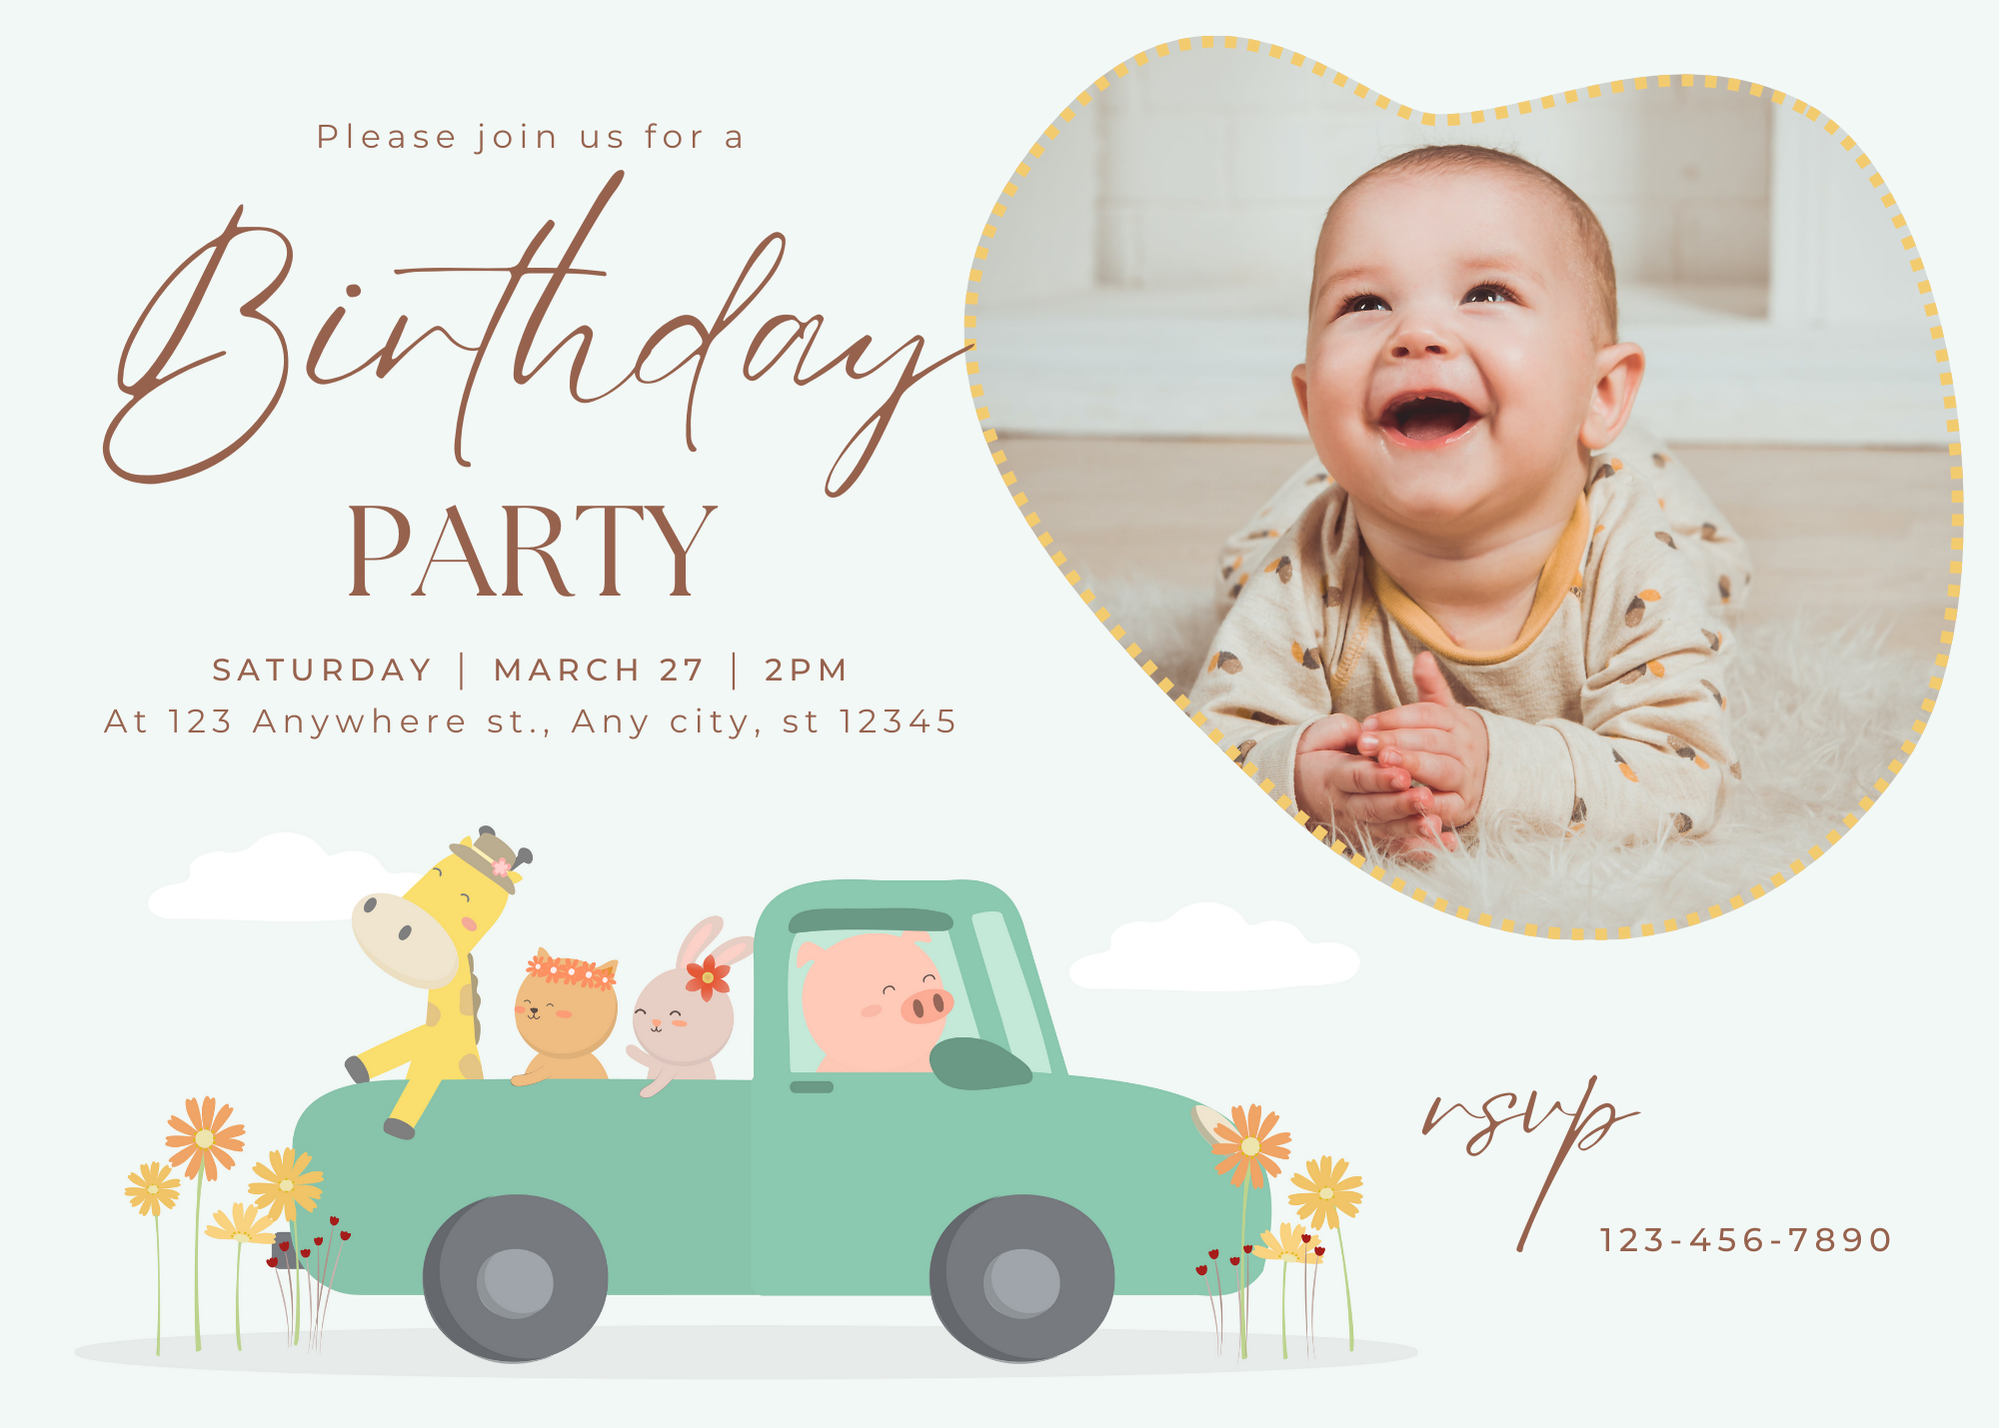 Please join us for a
Birthday
PARTY
SATURDAY | MARCH 27 | 2PM
At 123 Anywhere st., Any city, st 12345
rsvp
123-456-7890